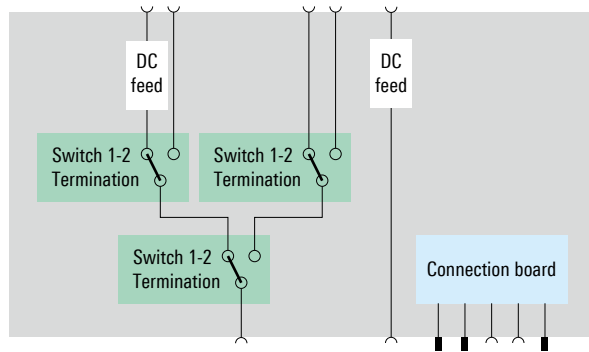 DC
feed
DC
feed
Switch 1-2
Termination
Switch 1-2
Termination
Switch 1-2
Termination
Connection board